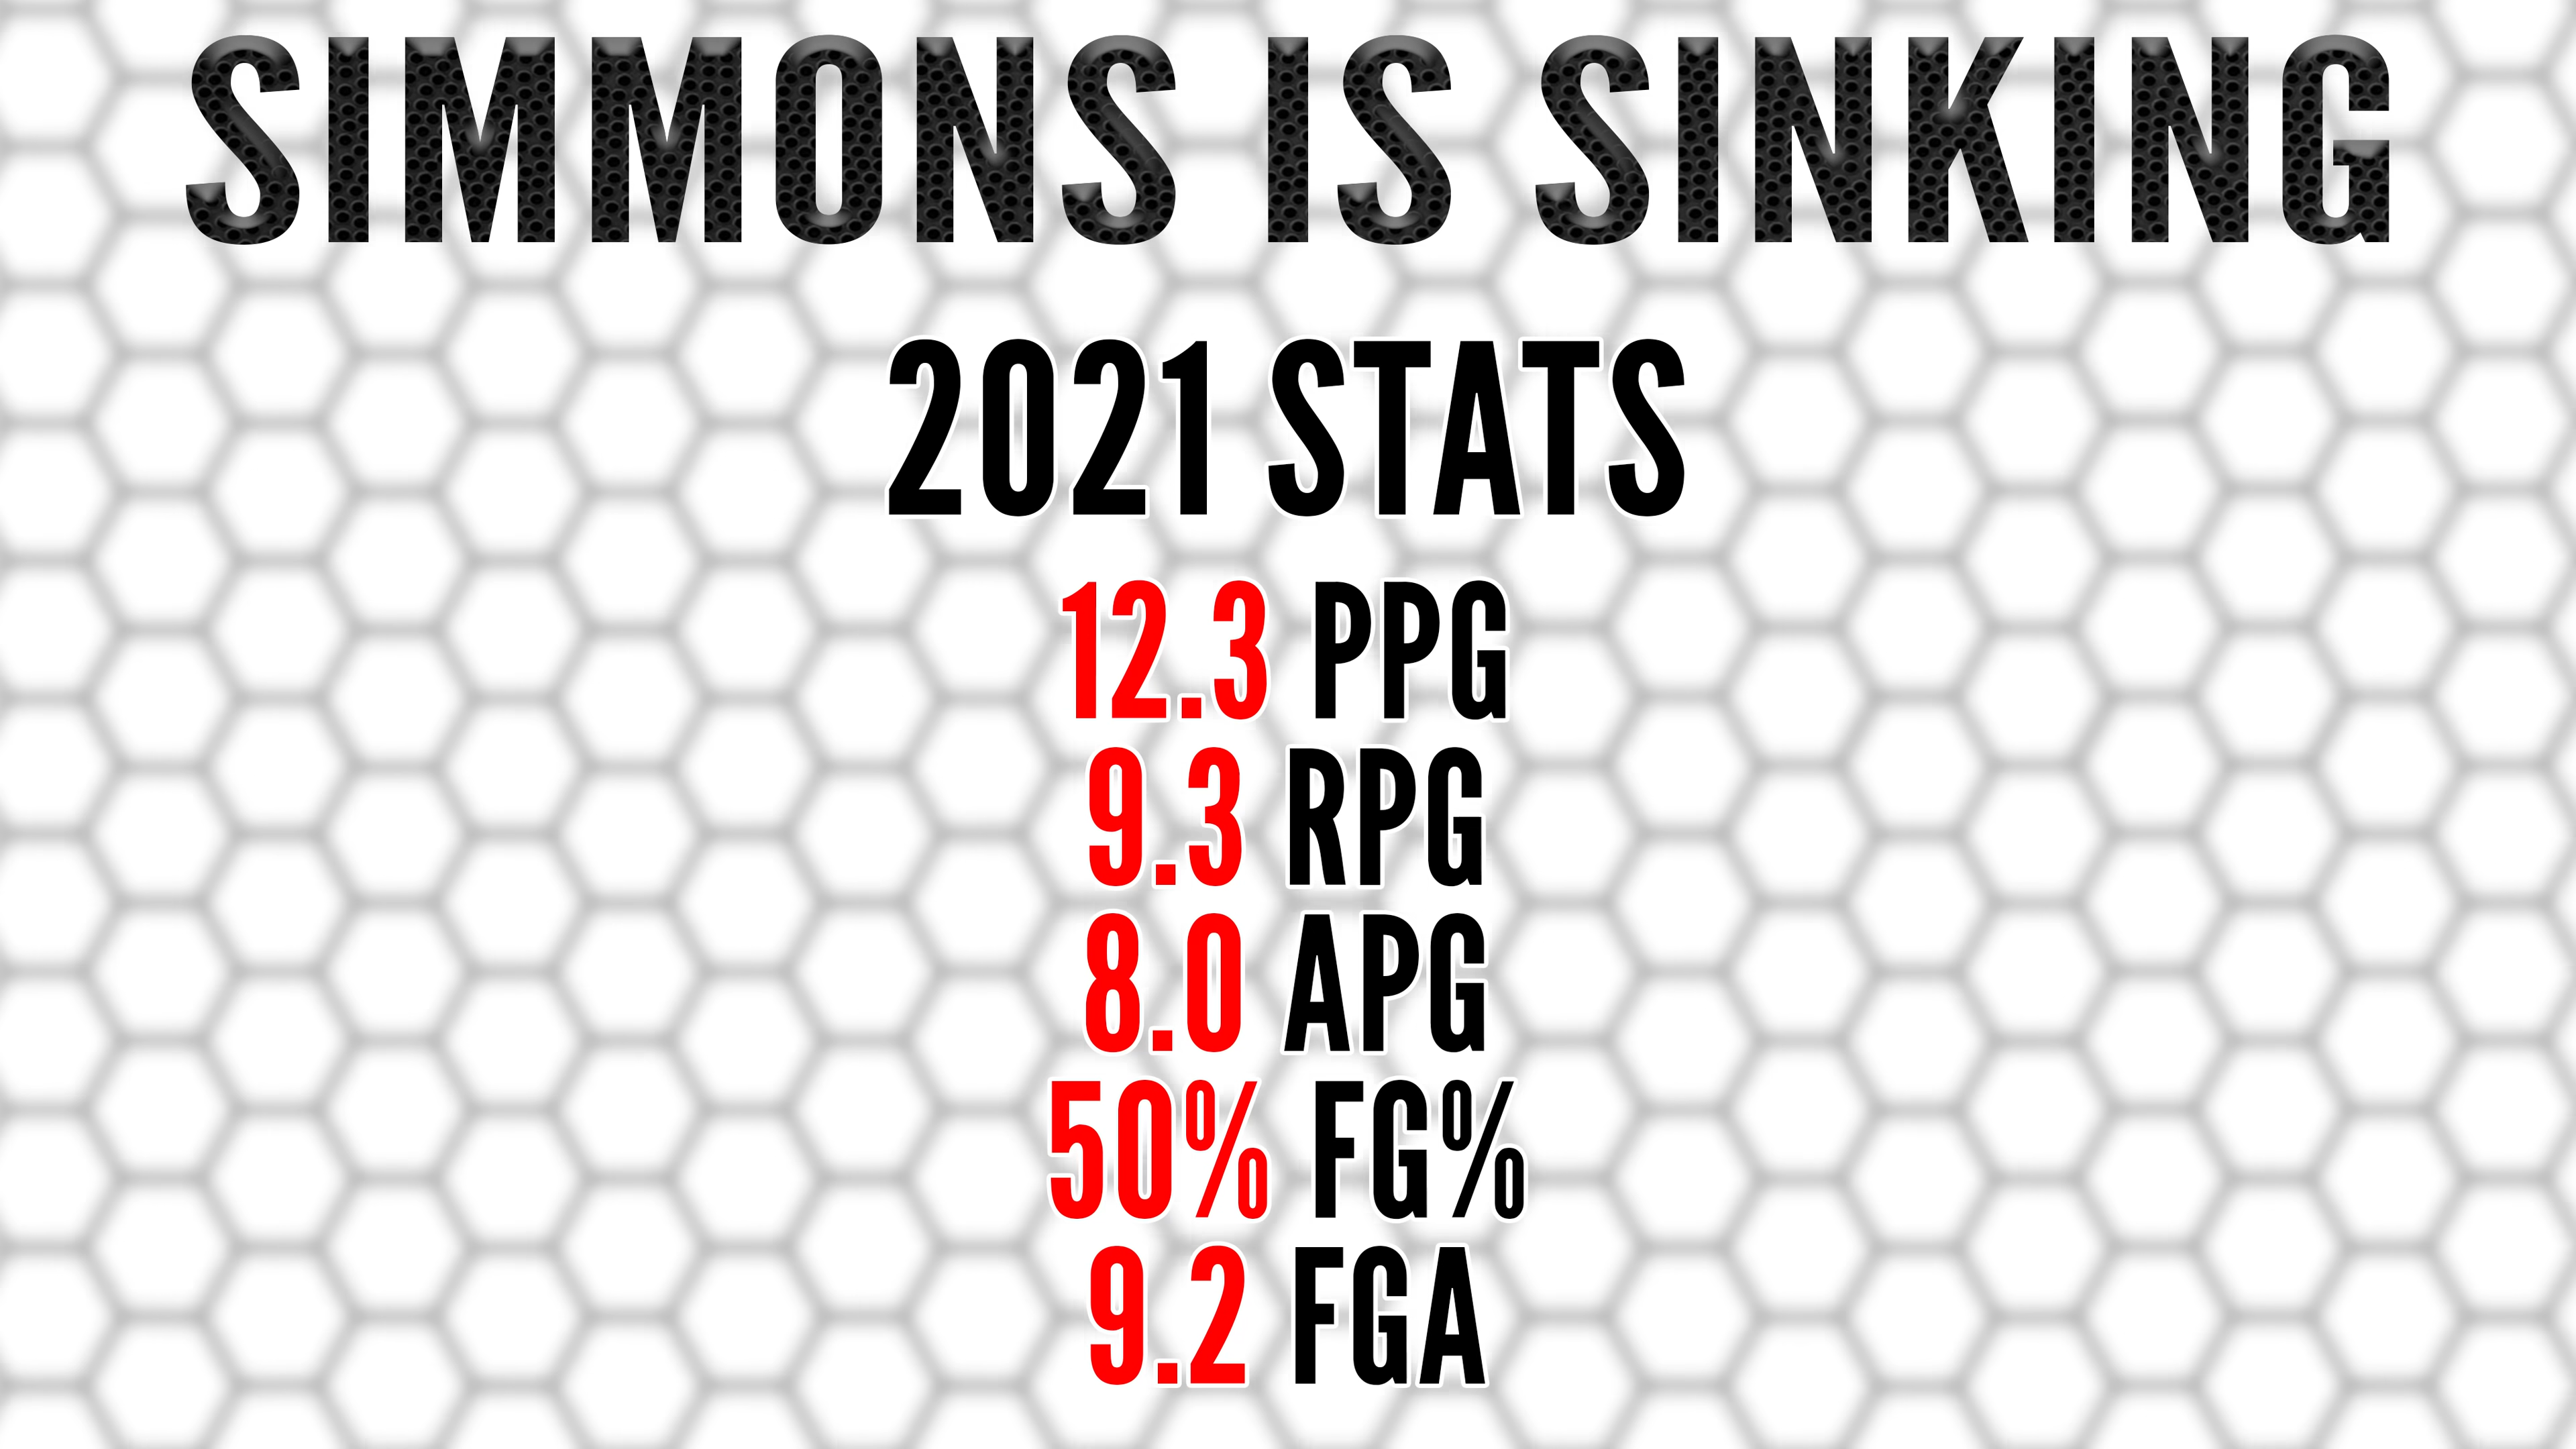 SIMMONS IS SINKING
2021 STATS
12.3 PPG
9.3 RPG
8.0 APG
50% FG%
9.2 FGA